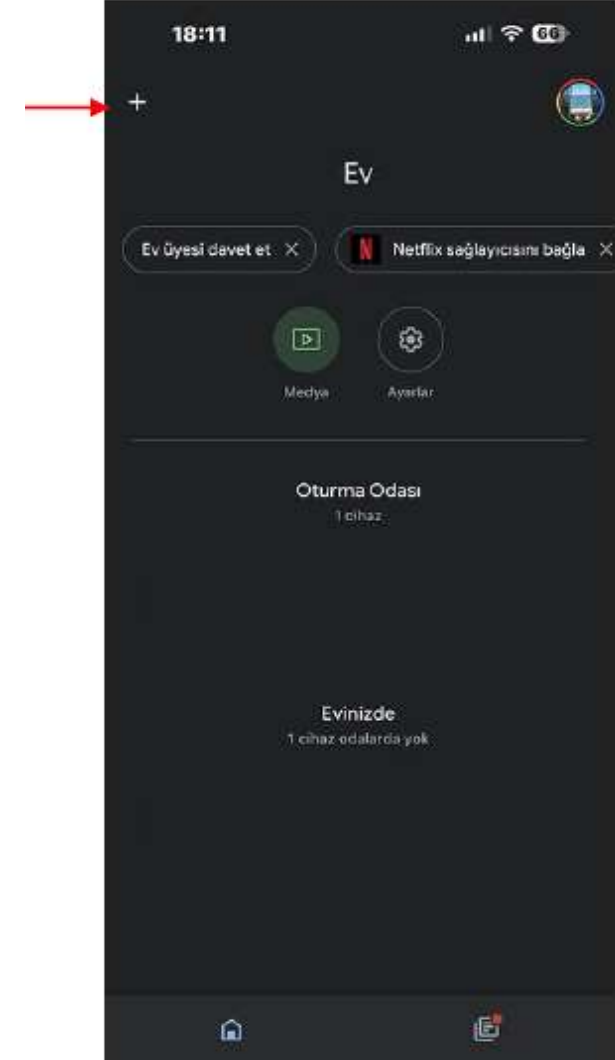 18:11
66
Ev
Ev üyesi davet et
Netflix sağlayıcısını bağla
Medya
Ayarlar
Oturma Odası
1 cihaz
Evinizde
1 cihaz odalarda yok